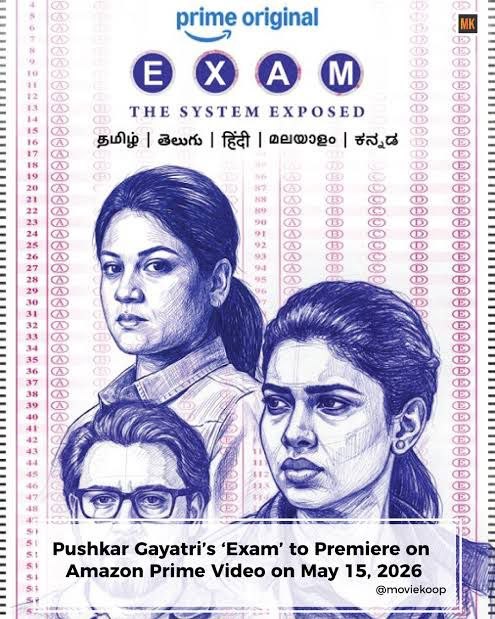 prime original
MK
E X A M
THE SYSTEM EXPOSED
தமிழ் | తెలుగు | हिंदी | മലയാളം | ಕನ್ನಡ
Pushkar Gayatri's ‘Exam’ to Premiere on
Amazon Prime Video on May 15, 2026
@moviekoop